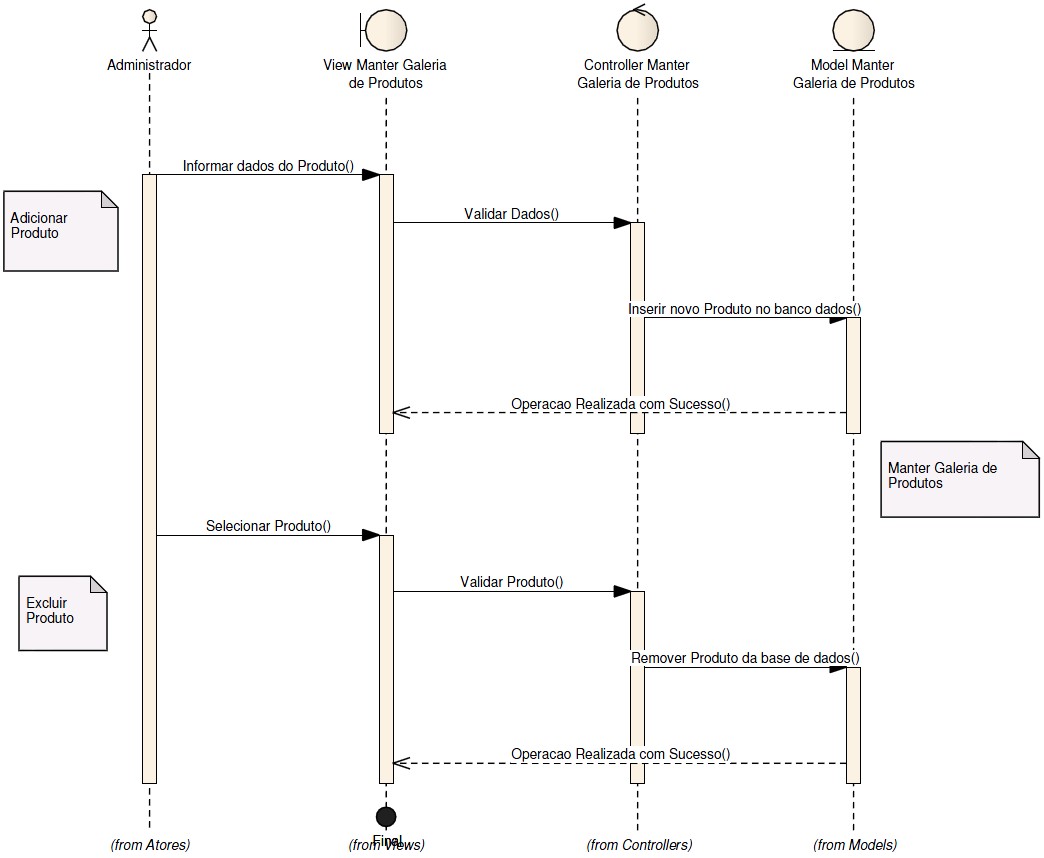 Administrador
View Manter Galeria
de Produtos
Controller Manter
Galeria de Produtos
Model Manter
Galeria de Produtos
Informar dados do Produto()
Adicionar
Produto
Validar Dados()
Inserir novo Produto no banco dados()
Operacao Realizada com Sucesso()
Manter Galeria de
Produtos
Selecionar Produto()
Excluir
Produto
Validar Produto()
Remover Produto da base de dados()
Operacao Realizada com Sucesso()
Final
(from Atores)
(from Views)
(from Controllers)
(from Models)